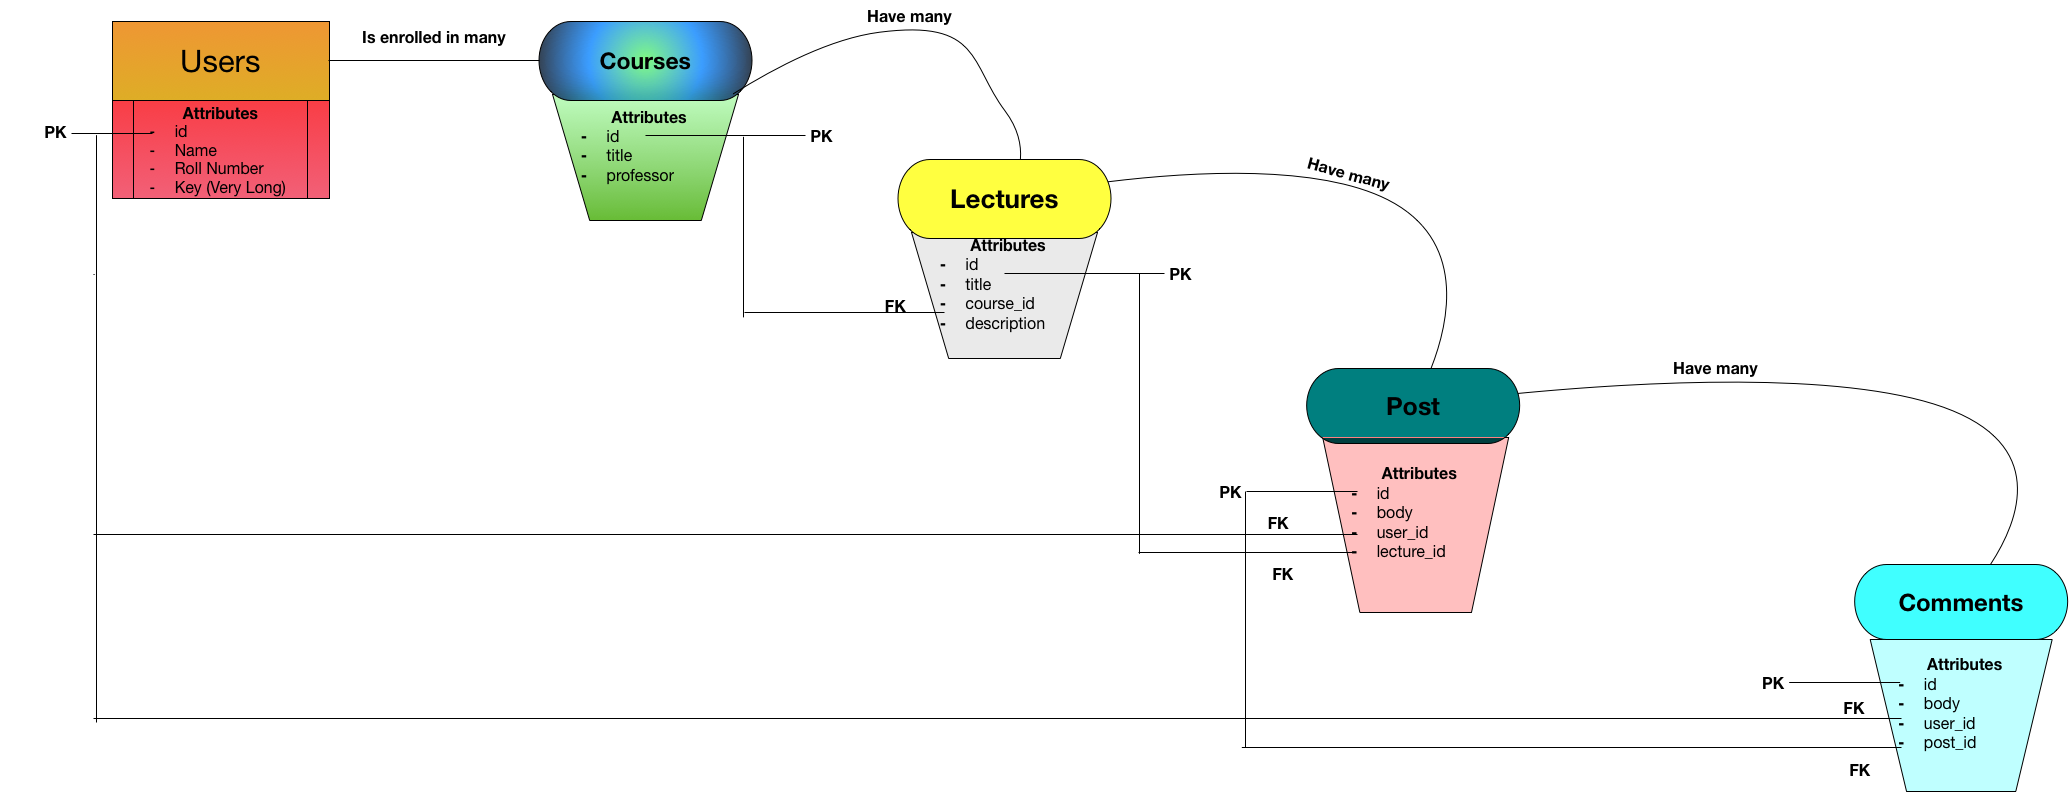 Users
Attributes
- id
- Name
- Roll Number
- Key (Very Long)
PK
Is enrolled in many
Courses
Attributes
- id
- title
- professor
PK
Have many
Lectures
Attributes
- id
- title
- course_id
- description
PK
FK
Have many
Post
Attributes
- id
- body
- user_id
- lecture_id
PK
FK
FK
Have many
Comments
Attributes
- id
- body
- user_id
- post_id
PK
FK
FK